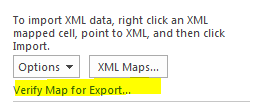 To import XML data, right click an XML
mapped cell, point to XML, and then click
Import.
Options XML Maps...
Verify Map for Export...